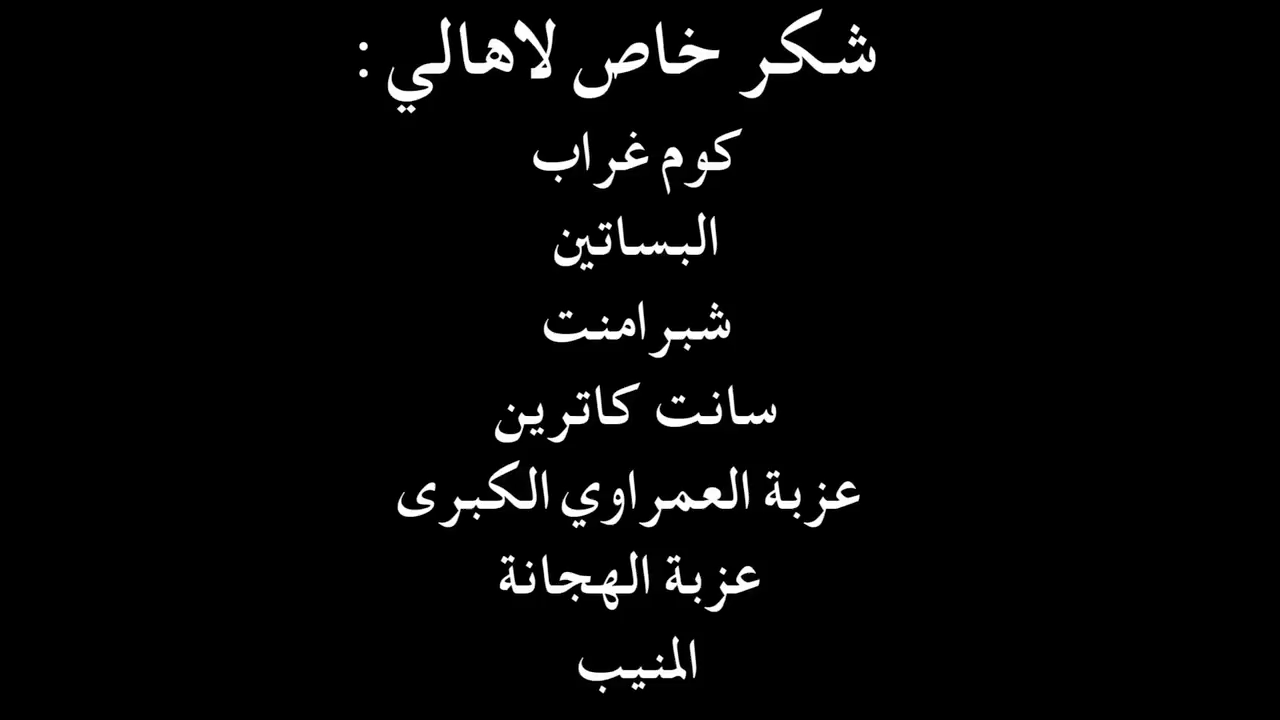 شكر خاص لاهالي :
كوم غراب
البساتين
شبرامنت
سانت كاترين
عزبة العمراوي الكبرى
عزبة الهجانة
المنيب